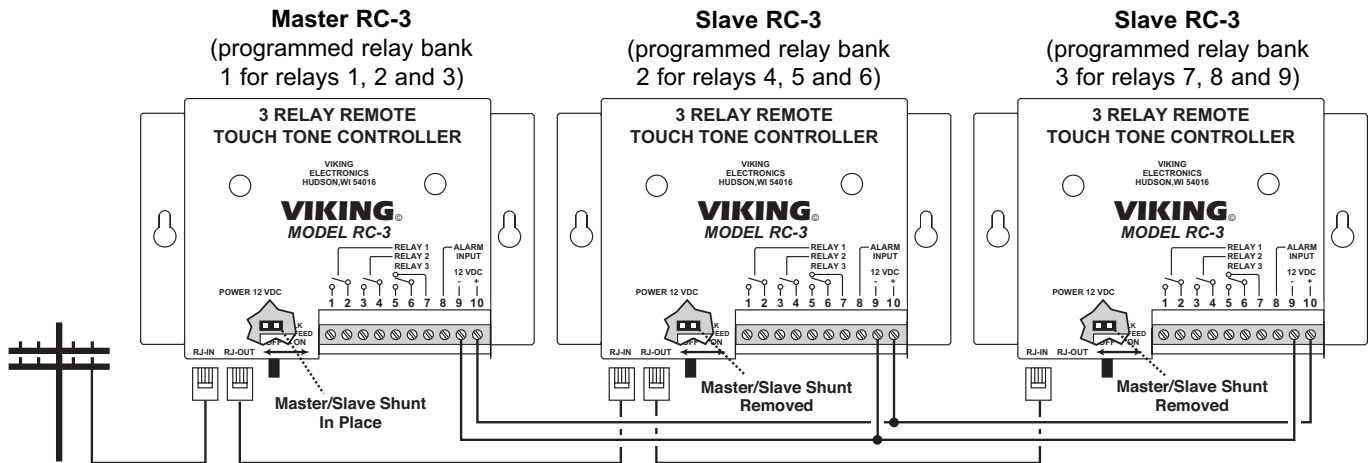 Master RC-3
(programmed relay bank
1 for relays 1, 2 and 3)
3 RELAY REMOTE
TOUCH TONE CONTROLLER
VIKING
ELECTRONICS
HUDSON,WI 54016
VIKING©
MODEL RC-3
RELAY 1
RELAY 2
RELAY 3
ALARM
INPUT
12 VDC
- +
1 2 3 4 5 6 7 8 9 10
POWER 12 VDC
LK
FEED
OFF ON
RJ-IN RJ-OUT
Master/Slave Shunt
In Place
Slave RC-3
(programmed relay bank
2 for relays 4, 5 and 6)
3 RELAY REMOTE
TOUCH TONE CONTROLLER
VIKING
ELECTRONICS
HUDSON,WI 54016
VIKING©
MODEL RC-3
RELAY 1
RELAY 2
RELAY 3
ALARM
INPUT
12 VDC
- +
1 2 3 4 5 6 7 8 9 10
POWER 12 VDC
LK
FEED
OFF ON
RJ-IN RJ-OUT
Master/Slave Shunt
Removed
Slave RC-3
(programmed relay bank
3 for relays 7, 8 and 9)
3 RELAY REMOTE
TOUCH TONE CONTROLLER
VIKING
ELECTRONICS
HUDSON,WI 54016
VIKING©
MODEL RC-3
RELAY 1
RELAY 2
RELAY 3
ALARM
INPUT
12 VDC
- +
1 2 3 4 5 6 7 8 9 10
POWER 12 VDC
LK
FEED
OFF ON
RJ-IN RJ-OUT
Master/Slave Shunt
Removed